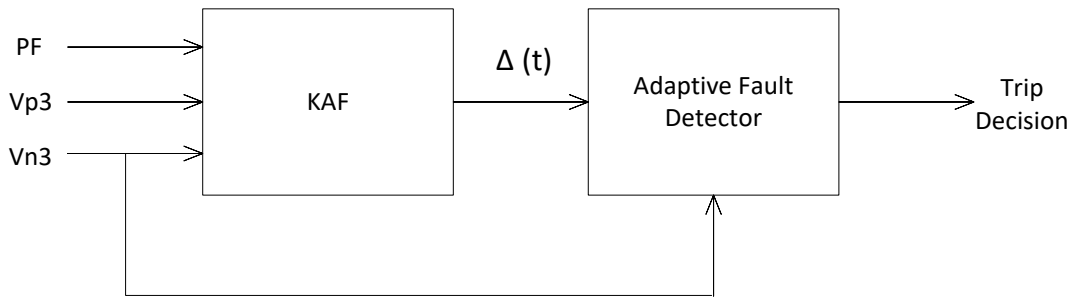 PF
Vp3
Vn3
KAF
Δ (t)
Adaptive Fault
Detector
Trip
Decision